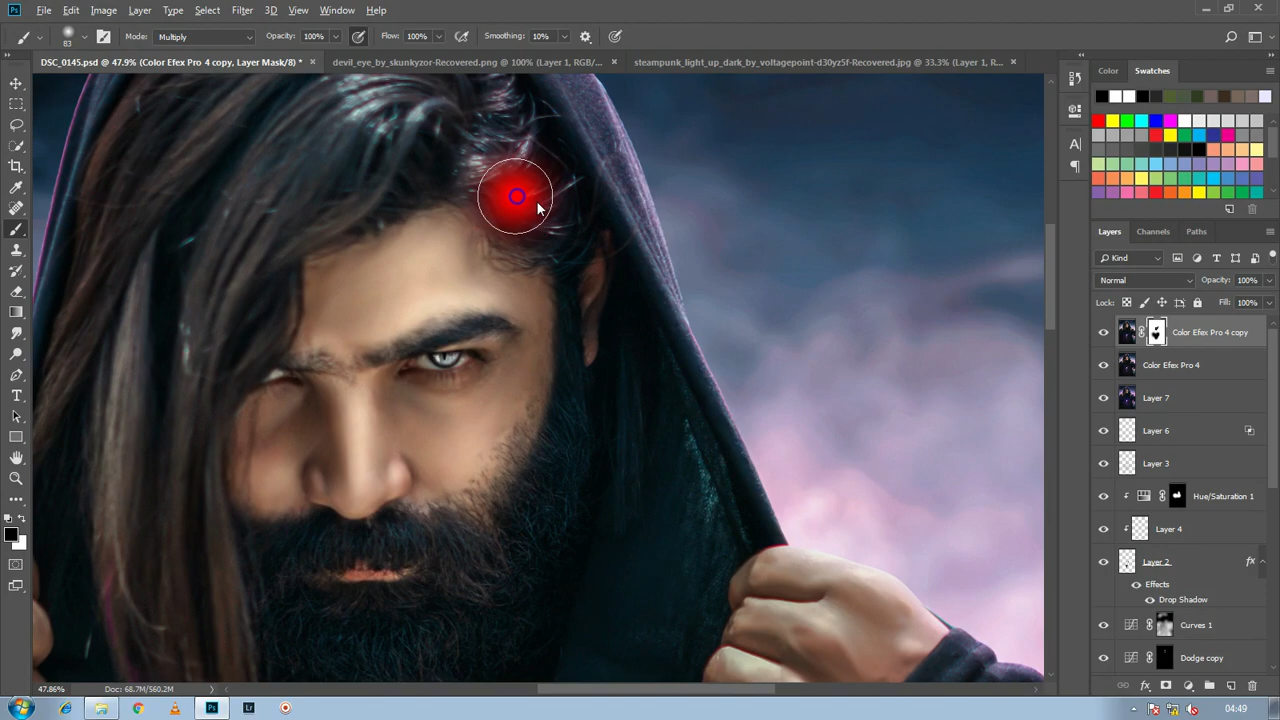 Ps File Edit Image Layer Type Select Filter 3D View Window Help
83 Mode: Multiply Opacity: 100% Flow: 100% Smoothing: 10%
DSC_0145.psd @ 47.9% (Color Efex Pro 4 copy, Layer Mask/8) * × devil_eye_by_skunkyzor-Recovered.png @ 100% (Layer 1, RGB/... × steampunk_light_up_dark_by_voltagepoint-d30yz5f-Recovered.jpg @ 33.3% (Layer 1, R... ×
Color Swatches
Layers Channels Paths
Kind
Normal Opacity: 100%
Lock: Fill: 100%
Color Efex Pro 4 copy
Color Efex Pro 4
Layer 7
Layer 6
Layer 3
Hue/Saturation 1
Layer 4
Layer 2 fx
Effects
Drop Shadow
Curves 1
Dodge copy
47.86% Doc: 68.7M/560.2M
Ps Lr 04:49